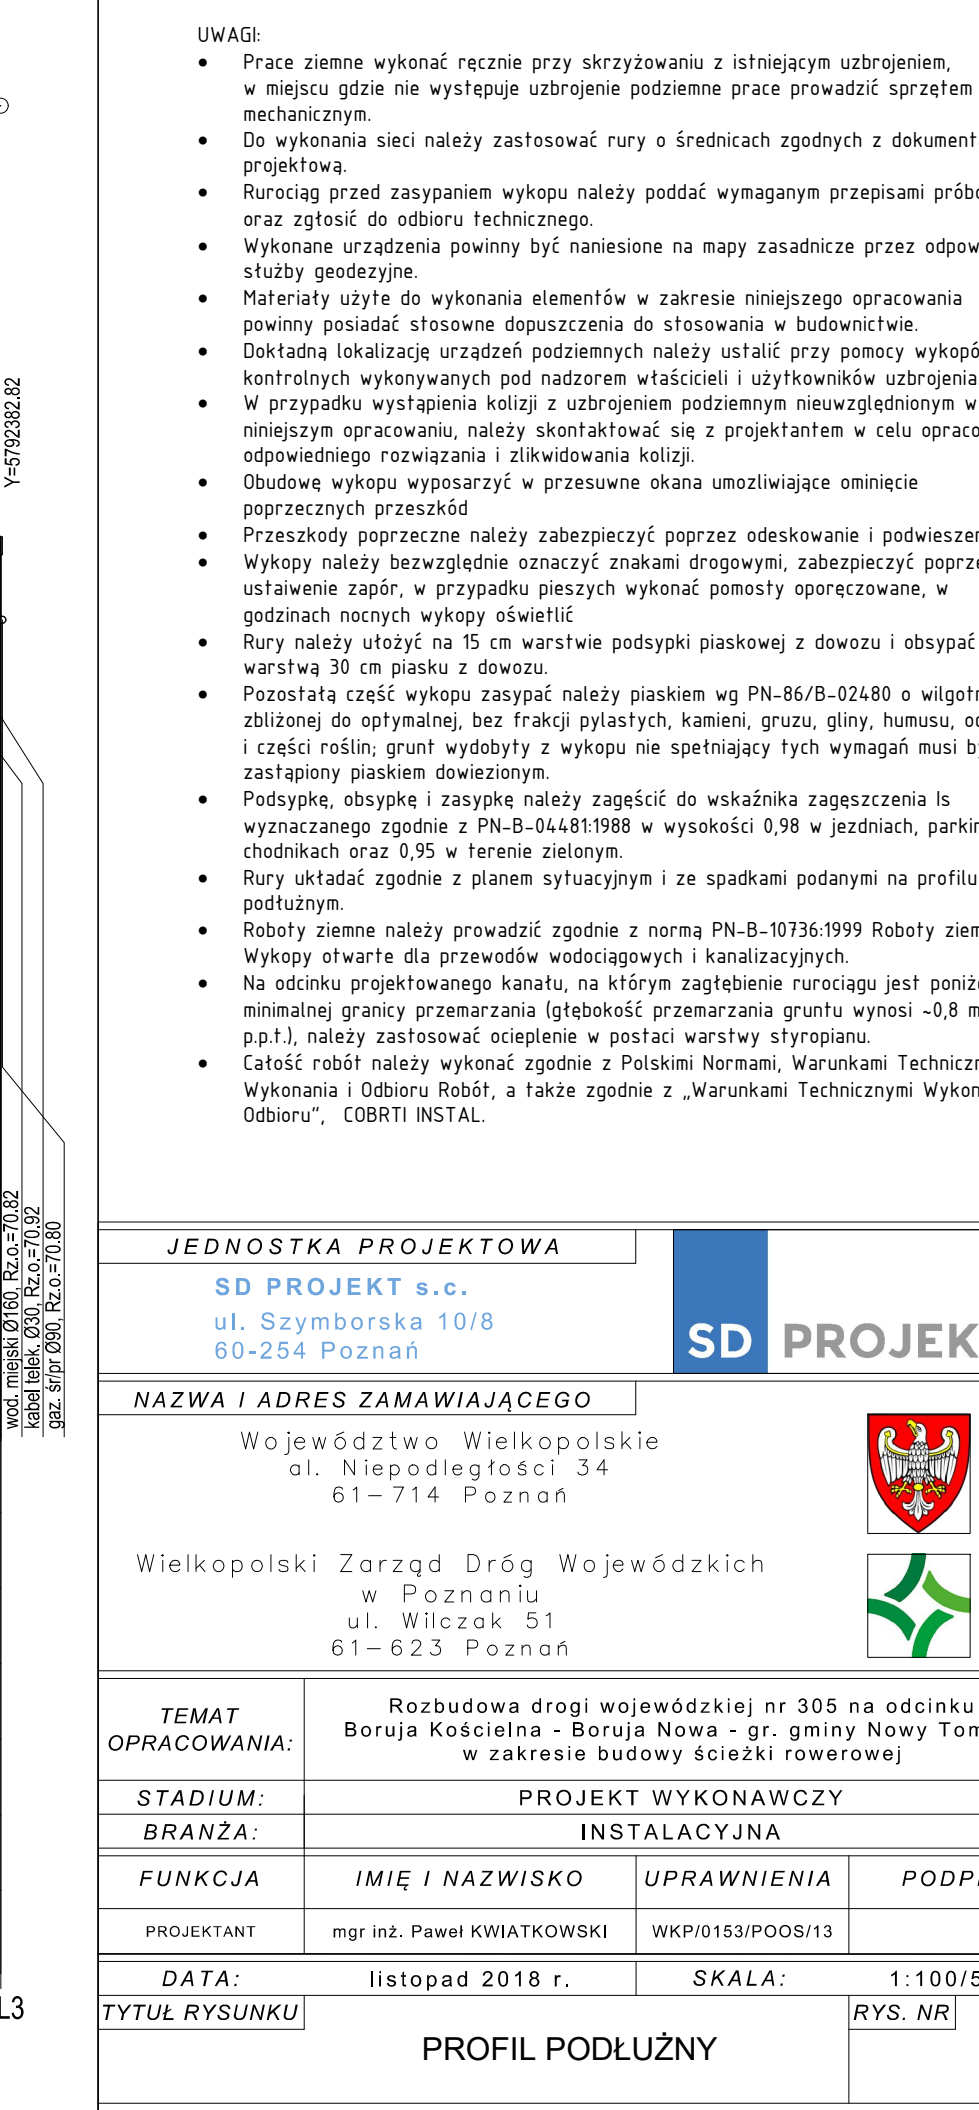 UWAGI:
● Prace ziemne wykonać ręcznie przy skrzyżowaniu z istniejącym uzbrojeniem,
w miejscu gdzie nie występuje uzbrojenie podziemne prace prowadzić sprzętem
mechanicznym.
● Do wykonania sieci należy zastosować rury o średnicach zgodnych z dokument
projektową.
● Rurociąg przed zasypaniem wykopu należy poddać wymaganym przepisami prób
oraz zgłosić do odbioru technicznego.
● Wykonane urządzenia powinny być naniesione na mapy zasadnicze przez odpow
służby geodezyjne.
● Materiały użyte do wykonania elementów w zakresie niniejszego opracowania
powinny posiadać stosowne dopuszczenia do stosowania w budownictwie.
● Dokładną lokalizację urządzeń podziemnych należy ustalić przy pomocy wykopó
kontrolnych wykonywanych pod nadzorem właścicieli i użytkowników uzbrojenia
● W przypadku wystąpienia kolizji z uzbrojeniem podziemnym nieuwzględnionym w
niniejszym opracowaniu, należy skontaktować się z projektantem w celu opraco
odpowiedniego rozwiązania i zlikwidowania kolizji.
● Obudowę wykopu wyposarzyć w przesuwne okana umozliwiające ominięcie
poprzecznych przeszkód
● Przeszkody poprzeczne należy zabezpieczyć poprzez odeskowanie i podwieszen
● Wykopy należy bezwzględnie oznaczyć znakami drogowymi, zabezpieczyć poprze
ustaiwenie zapór, w przypadku pieszych wykonać pomosty oporęczowane, w
godzinach nocnych wykopy oświetlić
● Rury należy ułożyć na 15 cm warstwie podsypki piaskowej z dowozu i obsypać
warstwą 30 cm piasku z dowozu.
● Pozostałą część wykopu zasypać należy piaskiem wg PN-86/B-02480 o wilgotn
zbliżonej do optymalnej, bez frakcji pylastych, kamieni, gruzu, gliny, humusu, o
i części roślin; grunt wydobyty z wykopu nie spełniający tych wymagań musi b
zastąpiony piaskiem dowiezionym.
● Podsypkę, obsypkę i zasypkę należy zagęścić do wskaźnika zagęszczenia Is
wyznaczanego zgodnie z PN-B-04481:1988 w wysokości 0,98 w jezdniach, parkin
chodnikach oraz 0,95 w terenie zielonym.
● Rury układać zgodnie z planem sytuacyjnym i ze spadkami podanymi na profilu
podłużnym.
● Roboty ziemne należy prowadzić zgodnie z normą PN-B-10736:1999 Roboty ziem
Wykopy otwarte dla przewodów wodociągowych i kanalizacyjnych.
● Na odcinku projektowanego kanału, na którym zagłębienie rurociągu jest poniż
minimalnej granicy przemarzania (głębokość przemarzania gruntu wynosi ~0,8 m
p.p.t.), należy zastosować ocieplenie w postaci warstwy styropianu.
● Całość robót należy wykonać zgodnie z Polskimi Normami, Warunkami Techniczn
Wykonania i Odbioru Robót, a także zgodnie z „Warunkami Technicznymi Wykon
Odbioru”, COBRTI INSTAL.
Y=5792382.82
wod. miejski Ø160, Rz.o.=70.82
kabel telek. Ø30, Rz.o.=70.92
gaz. śr/pr Ø90, Rz.o.=70.80
L3
JEDNOSTKA PROJEKTOWA
SD PROJEKT s.c.
ul. Szymborska 10/8
60-254 Poznań
SD PROJEK
NAZWA I ADRES ZAMAWIAJĄCEGO
Województwo Wielkopolskie
al. Niepodległości 34
61-714 Poznań
Wielkopolski Zarząd Dróg Wojewódzkich
w Poznaniu
ul. Wilczak 51
61-623 Poznań
TEMAT
OPRACOWANIA:
Rozbudowa drogi wojewódzkiej nr 305 na odcinku
Boruja Kościelna - Boruja Nowa - gr. gminy Nowy Tom
w zakresie budowy ścieżki rowerowej
STADIUM: PROJEKT WYKONAWCZY
BRANŻA: INSTALACYJNA
FUNKCJA IMIĘ I NAZWISKO UPRAWNIENIA PODP
PROJEKTANT mgr inż. Paweł KWIATKOWSKI WKP/0153/POOS/13
DATA: listopad 2018 r. SKALA: 1:100/5
TYTUŁ RYSUNKU RYS. NR
PROFIL PODŁUŻNY